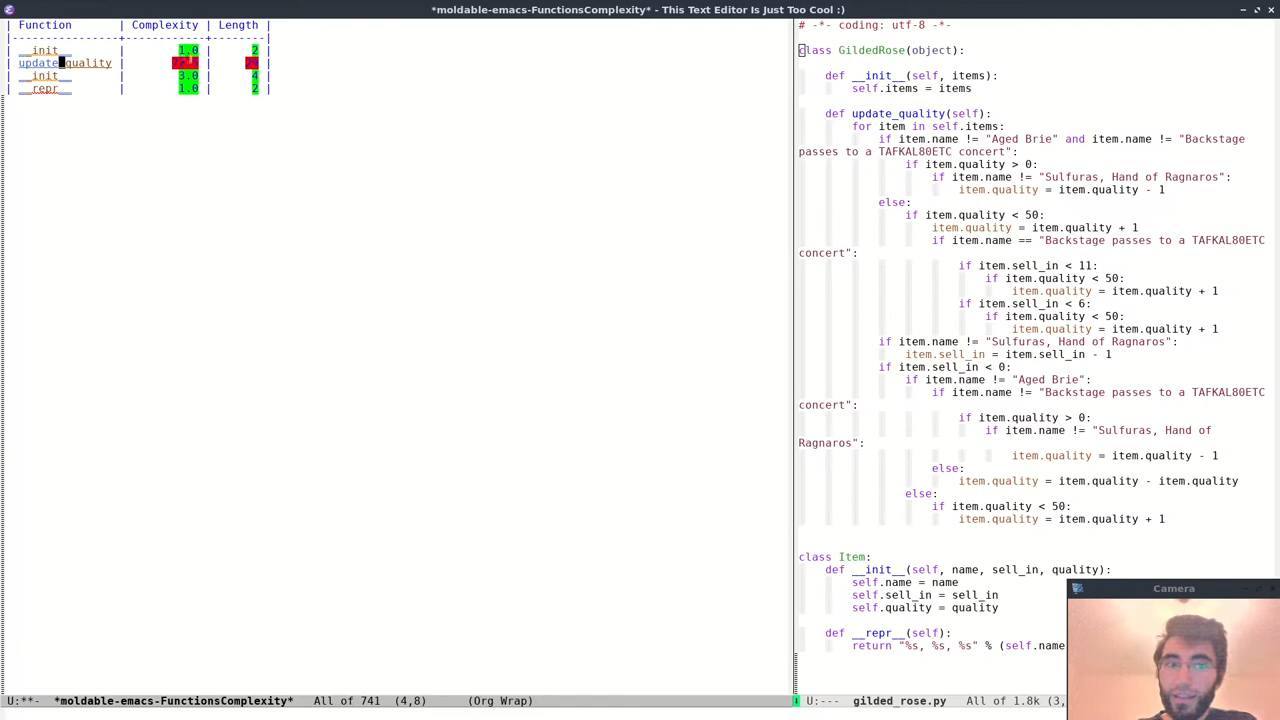 *moldable-emacs-FunctionsComplexity* - This Text Editor Is Just Too Cool :)
| Function | Complexity | Length |
|----------------+------------+--------|
| __init__ | 1.0 | 2 |
| update_quality | | |
| __init__ | 3.0 | 4 |
| __repr__ | 1.0 | 2 |
U:**- *moldable-emacs-FunctionsComplexity* All of 741 (4,8) (Org Wrap)
# -*- coding: utf-8 -*-
class GildedRose(object):
def __init__(self, items):
self.items = items
def update_quality(self):
for item in self.items:
if item.name != "Aged Brie" and item.name != "Backstage
passes to a TAFKAL80ETC concert":
if item.quality > 0:
if item.name != "Sulfuras, Hand of Ragnaros":
item.quality = item.quality - 1
else:
if item.quality < 50:
item.quality = item.quality + 1
if item.name == "Backstage passes to a TAFKAL80ETC
concert":
if item.sell_in < 11:
if item.quality < 50:
item.quality = item.quality + 1
if item.sell_in < 6:
if item.quality < 50:
item.quality = item.quality + 1
if item.name != "Sulfuras, Hand of Ragnaros":
item.sell_in = item.sell_in - 1
if item.sell_in < 0:
if item.name != "Aged Brie":
if item.name != "Backstage passes to a TAFKAL80ETC
concert":
if item.quality > 0:
if item.name != "Sulfuras, Hand of
Ragnaros":
item.quality = item.quality - 1
else:
item.quality = item.quality - item.quality
else:
if item.quality < 50:
item.quality = item.quality + 1
class Item:
def __init__(self, name, sell_in, quality):
self.name = name
self.sell_in = sell_in
self.quality = quality
def __repr__(self):
return "%s, %s, %s" % (self.name
U:--- gilded_rose.py All of 1.8k (3,
Camera